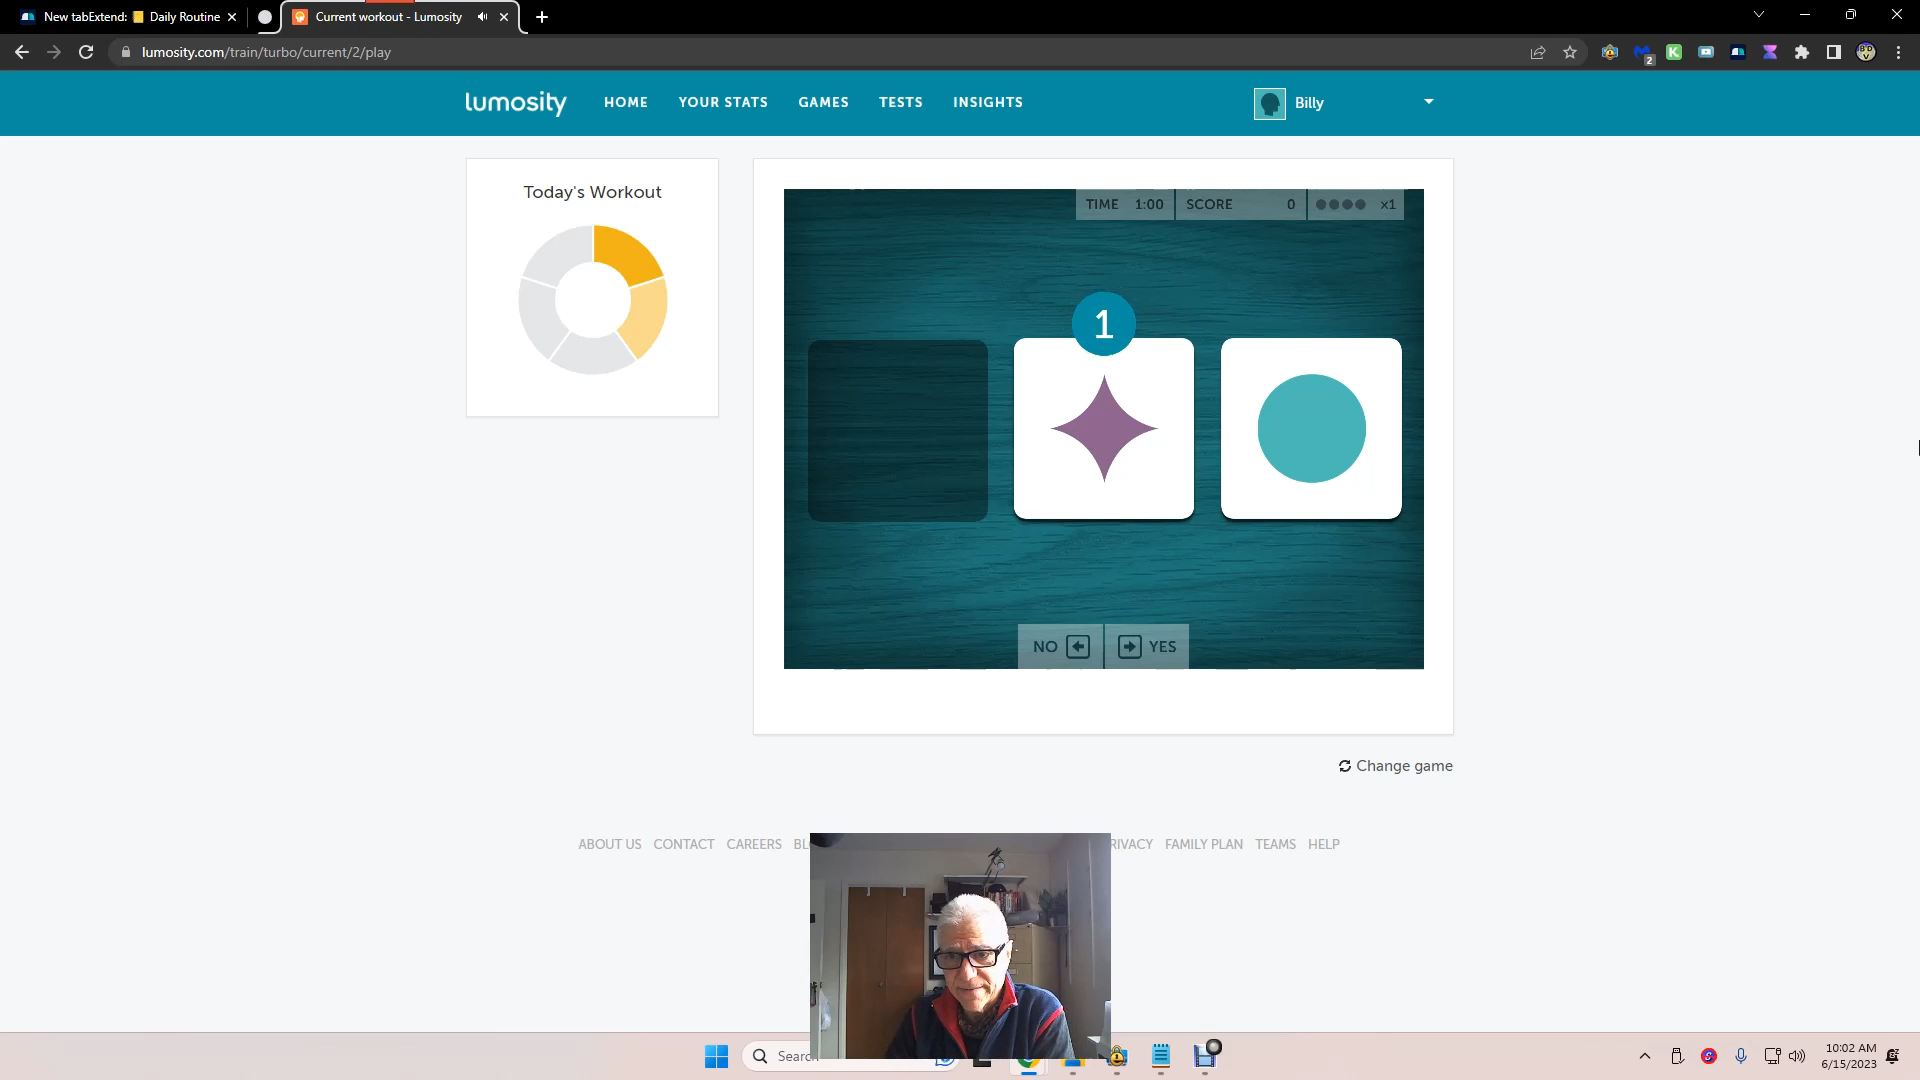 New tabExtend: Daily Routine
Current workout - Lumosity
lumosity.com/train/turbo/current/2/play
2
lumosity
HOME
YOUR STATS
GAMES
TESTS
INSIGHTS
Billy
Today's Workout
TIME 1:00 SCORE 0 x1
1
NO
YES
Change game
ABOUT US CONTACT CAREERS RIVACY FAMILY PLAN TEAMS HELP
Search
10:02 AM
6/15/2023